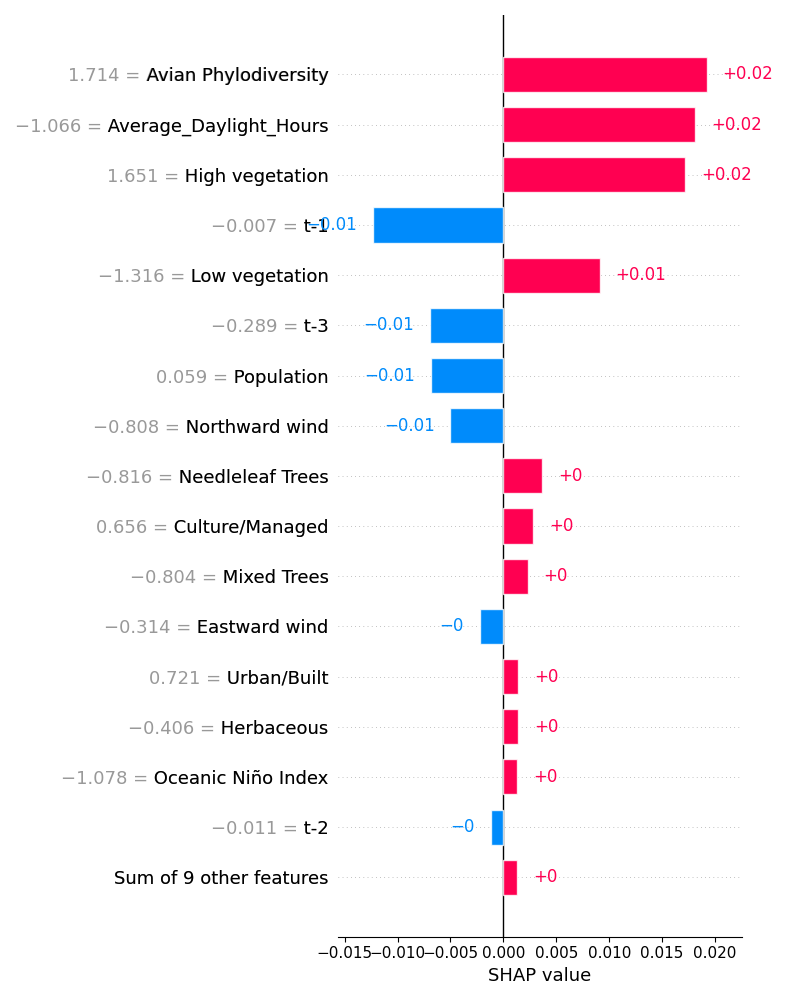 1.714 = Avian Phylodiversity +0.02
−1.066 = Average_Daylight_Hours +0.02
1.651 = High vegetation +0.02
−0.007 = t-1 −0.01
−1.316 = Low vegetation +0.01
−0.289 = t-3 −0.01
0.059 = Population −0.01
−0.808 = Northward wind −0.01
−0.816 = Needleleaf Trees +0
0.656 = Culture/Managed +0
−0.804 = Mixed Trees +0
−0.314 = Eastward wind −0
0.721 = Urban/Built +0
−0.406 = Herbaceous +0
−1.078 = Oceanic Niño Index +0
−0.011 = t-2 −0
Sum of 9 other features +0
−0.015 −0.010 −0.005 0.000 0.005 0.010 0.015 0.020
SHAP value